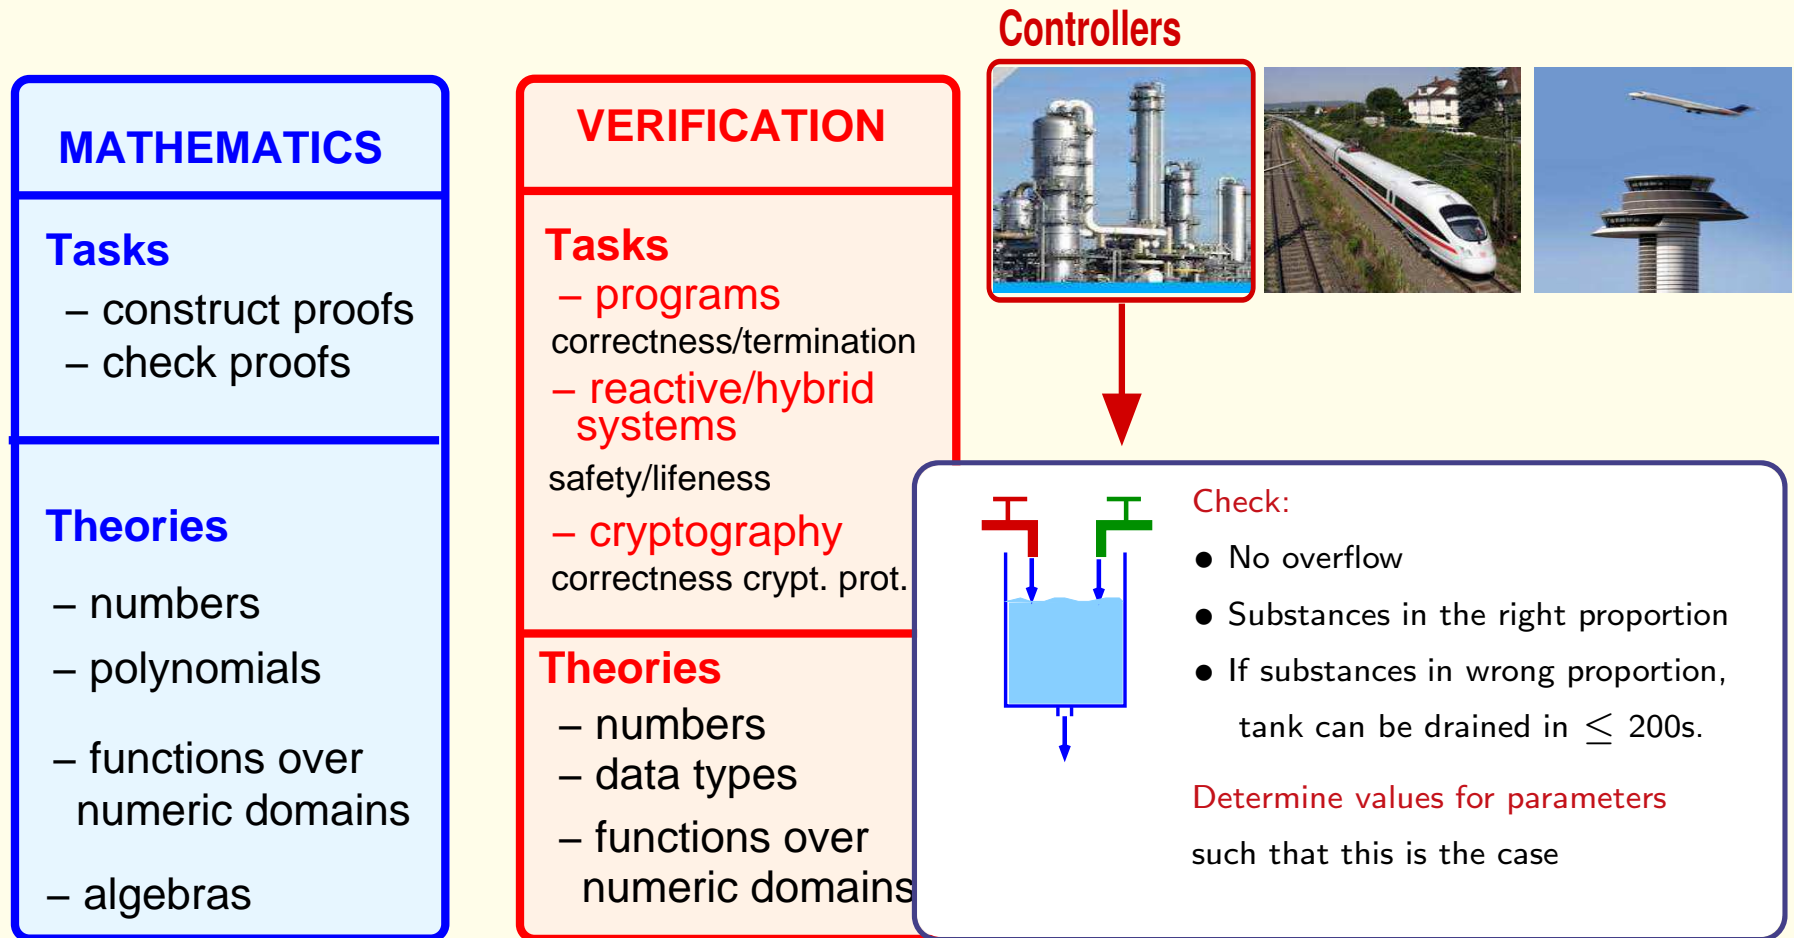 Controllers
MATHEMATICS
Tasks
– construct proofs
– check proofs
Theories
– numbers
– polynomials
– functions over
numeric domains
– algebras
VERIFICATION
Tasks
– programs
correctness/termination
– reactive/hybrid
systems
safety/lifeness
– cryptography
correctness crypt. prot.
Theories
– numbers
– data types
– functions over
numeric domains
Check:
● No overflow
● Substances in the right proportion
● If substances in wrong proportion,
tank can be drained in ≤ 200s.
Determine values for parameters
such that this is the case